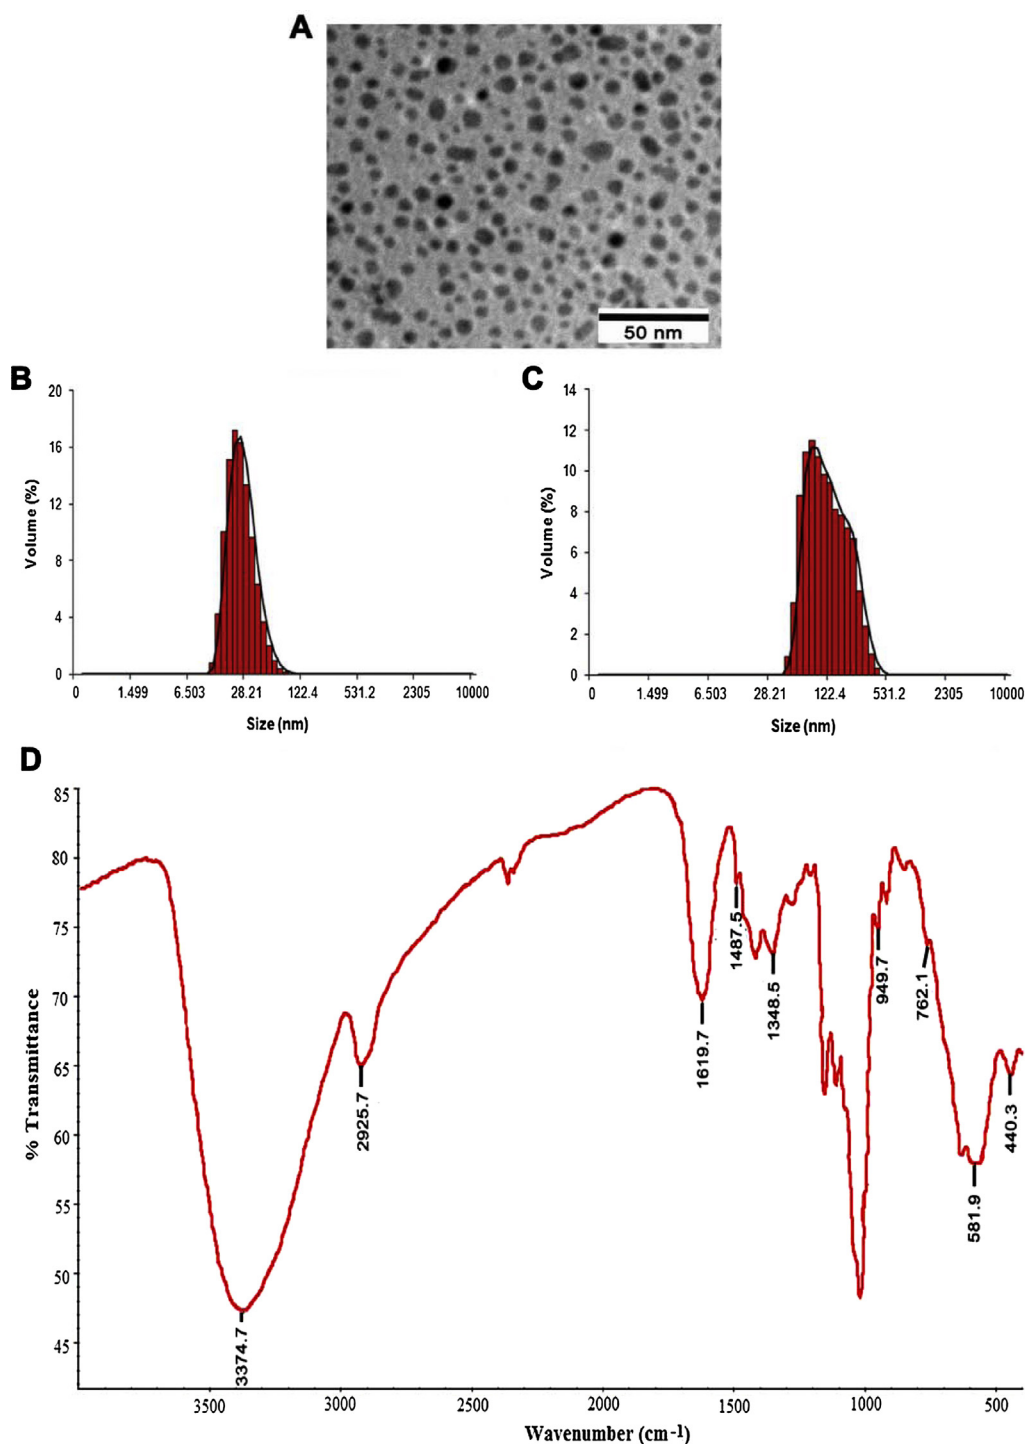 A
50 nm
B
20
16
12
8
4
0
Volume (%)
0 1.499 6.503 28.21 122.4 531.2 2305 10000
Size (nm)
C
14
12
10
8
6
4
2
0
Volume (%)
0 1.499 6.503 28.21 122.4 531.2 2305 10000
Size (nm)
D
85
80
75
70
65
60
55
50
45
% Transmittance
3374.7
2925.7
1619.7
1487.5
1348.5
949.7
762.1
581.9
440.3
3500 3000 2500 2000 1500 1000 500
Wavenumber (cm-1)